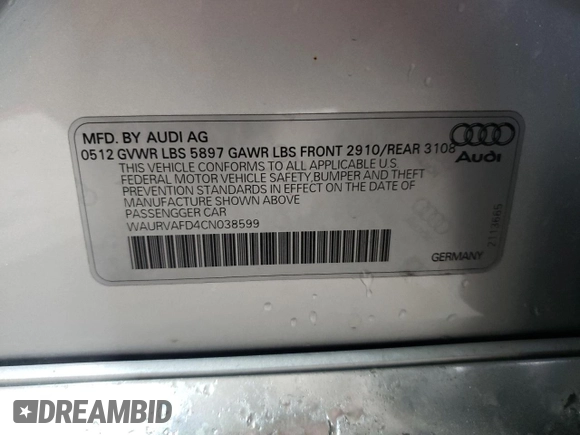 MFD. BY AUDI AG
0512 GVWR LBS 5897 GAWR LBS FRONT 2910/REAR 3108
Audi
THIS VEHICLE CONFORMS TO ALL APPLICABLE U.S.
FEDERAL MOTOR VEHICLE SAFETY,BUMPER AND THEFT
PREVENTION STANDARDS IN EFFECT ON THE DATE OF
MANUFACTURE SHOWN ABOVE
PASSENGGER CAR
WAURVAFD4CN038599
2113665
GERMANY
DREAMBID